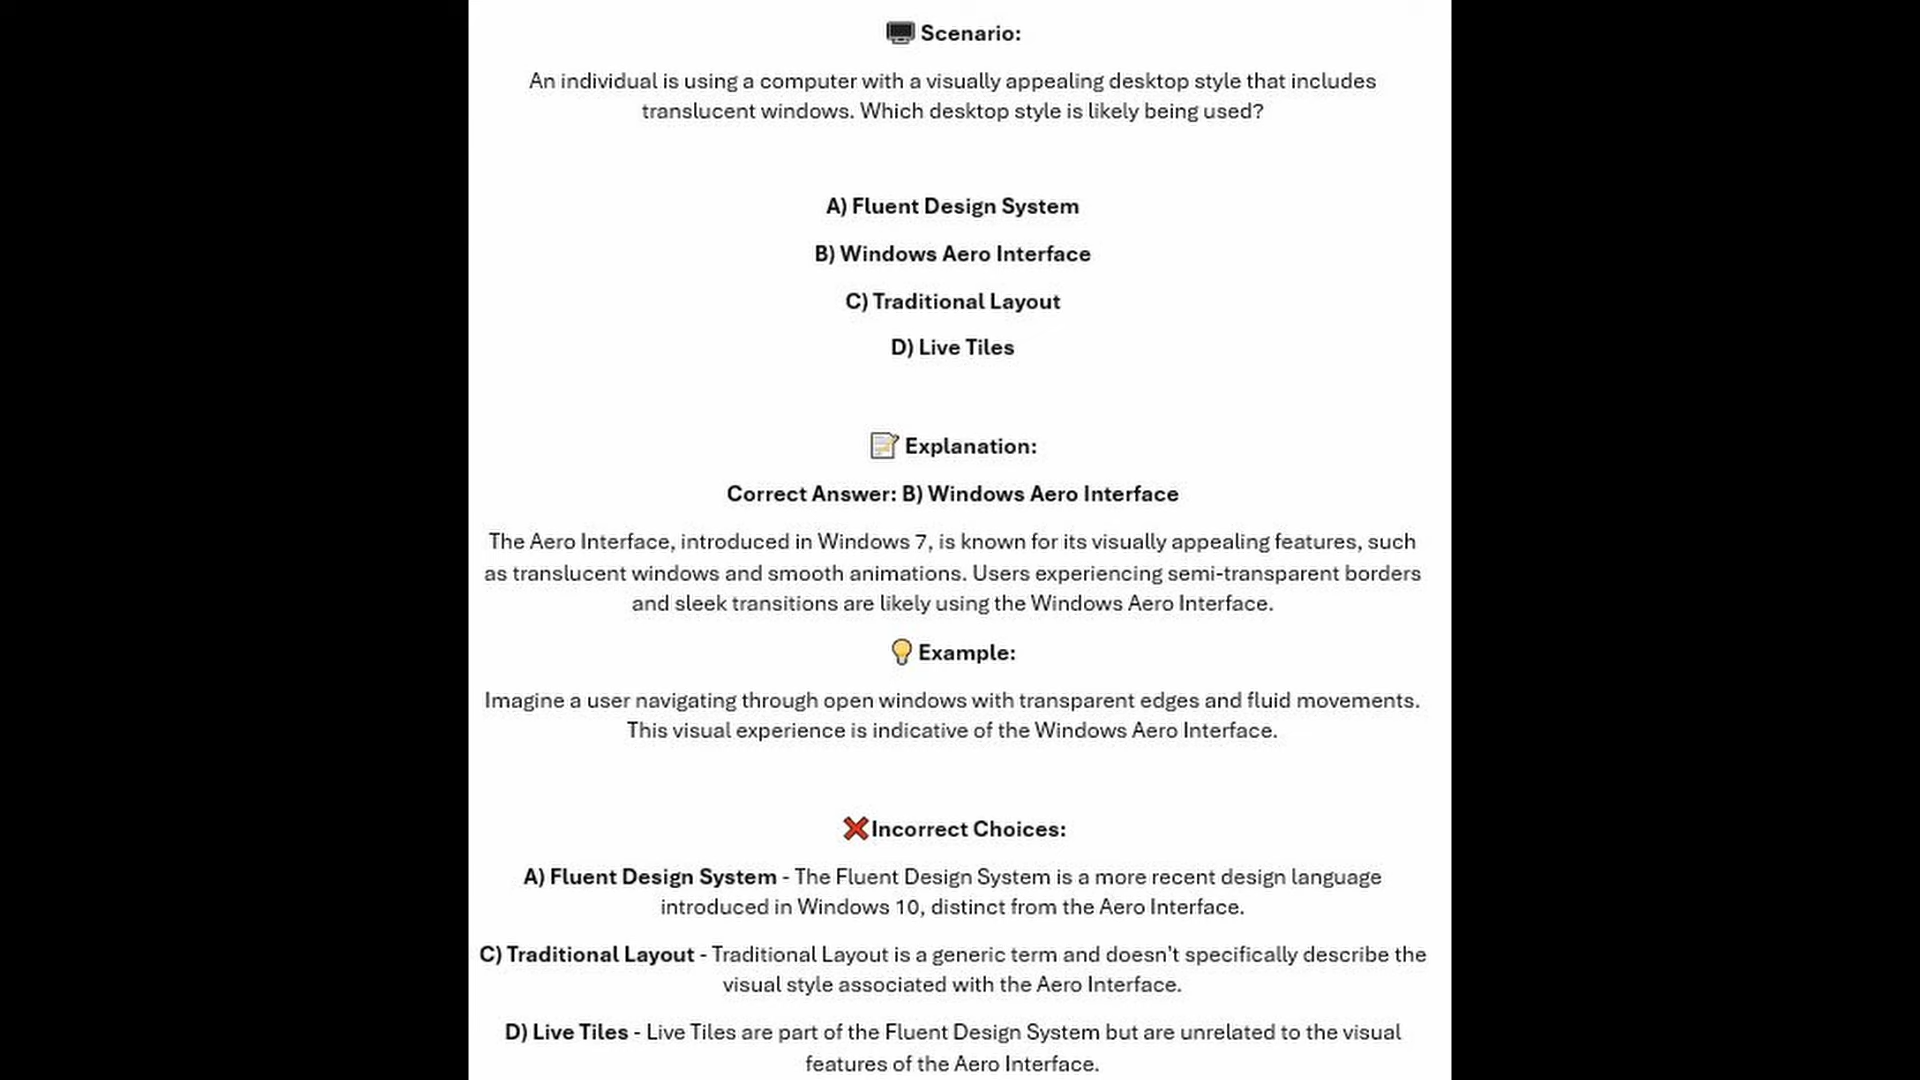 Scenario:
An individual is using a computer with a visually appealing desktop style that includes
translucent windows. Which desktop style is likely being used?
A) Fluent Design System
B) Windows Aero Interface
C) Traditional Layout
D) Live Tiles
Explanation:
Correct Answer: B) Windows Aero Interface
The Aero Interface, introduced in Windows 7, is known for its visually appealing features, such
as translucent windows and smooth animations. Users experiencing semi-transparent borders
and sleek transitions are likely using the Windows Aero Interface.
Example:
Imagine a user navigating through open windows with transparent edges and fluid movements.
This visual experience is indicative of the Windows Aero Interface.
Incorrect Choices:
A) Fluent Design System - The Fluent Design System is a more recent design language
introduced in Windows 10, distinct from the Aero Interface.
C) Traditional Layout - Traditional Layout is a generic term and doesn't specifically describe the
visual style associated with the Aero Interface.
D) Live Tiles - Live Tiles are part of the Fluent Design System but are unrelated to the visual
features of the Aero Interface.